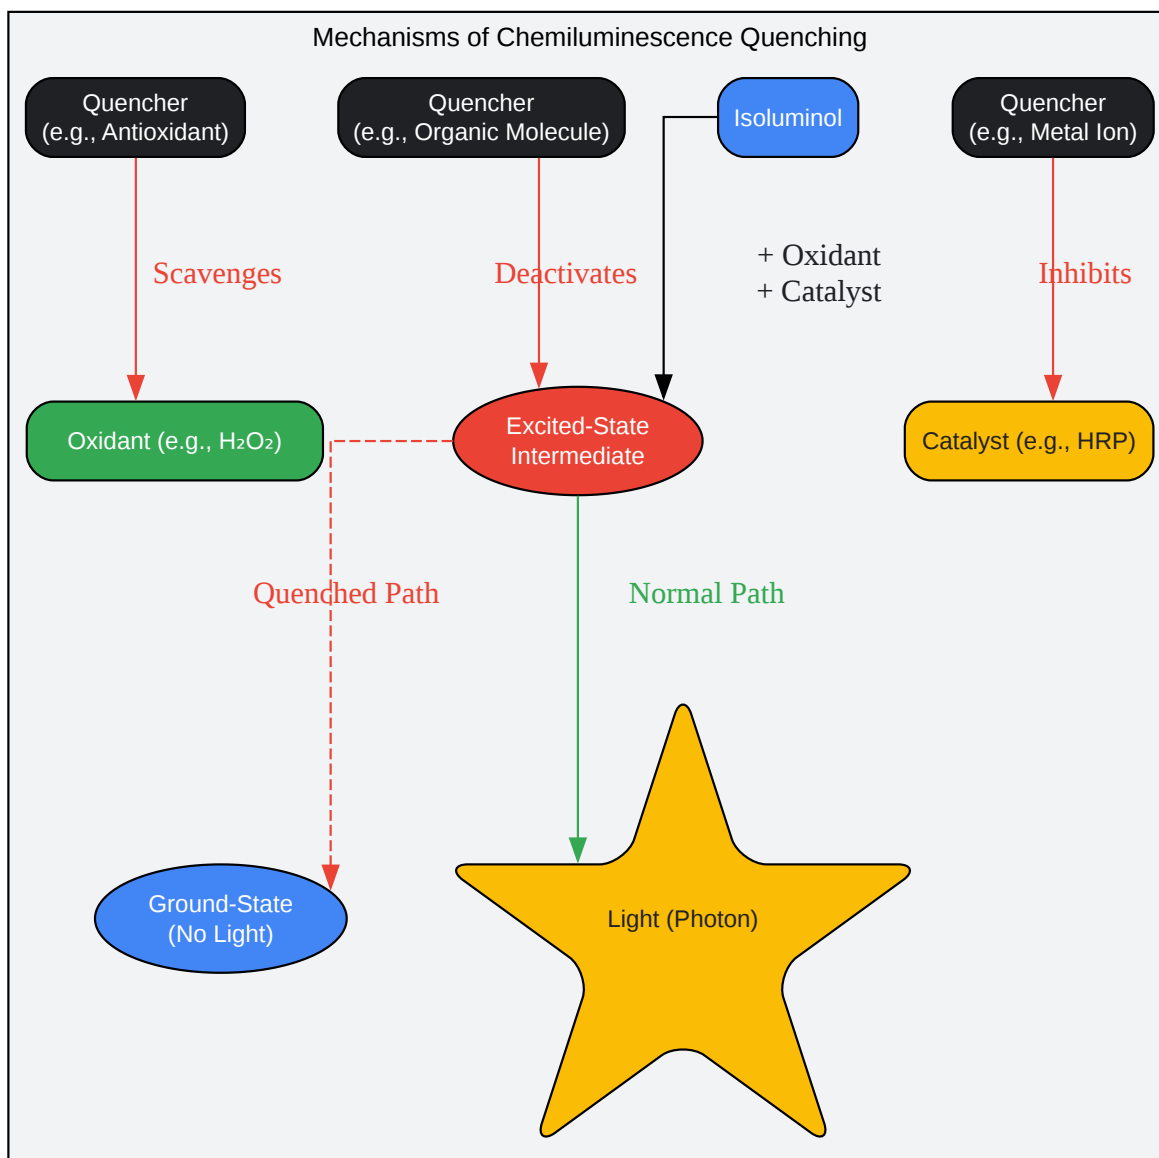 Mechanisms of Chemiluminescence Quenching
Quencher
(e.g., Antioxidant)
Quencher
(e.g., Organic Molecule)
Isoluminol
Quencher
(e.g., Metal Ion)
Scavenges
Deactivates
+ Oxidant
+ Catalyst
Inhibits
Oxidant (e.g., H₂O₂)
Excited-State
Intermediate
Catalyst (e.g., HRP)
Quenched Path
Normal Path
Ground-State
(No Light)
Light (Photon)